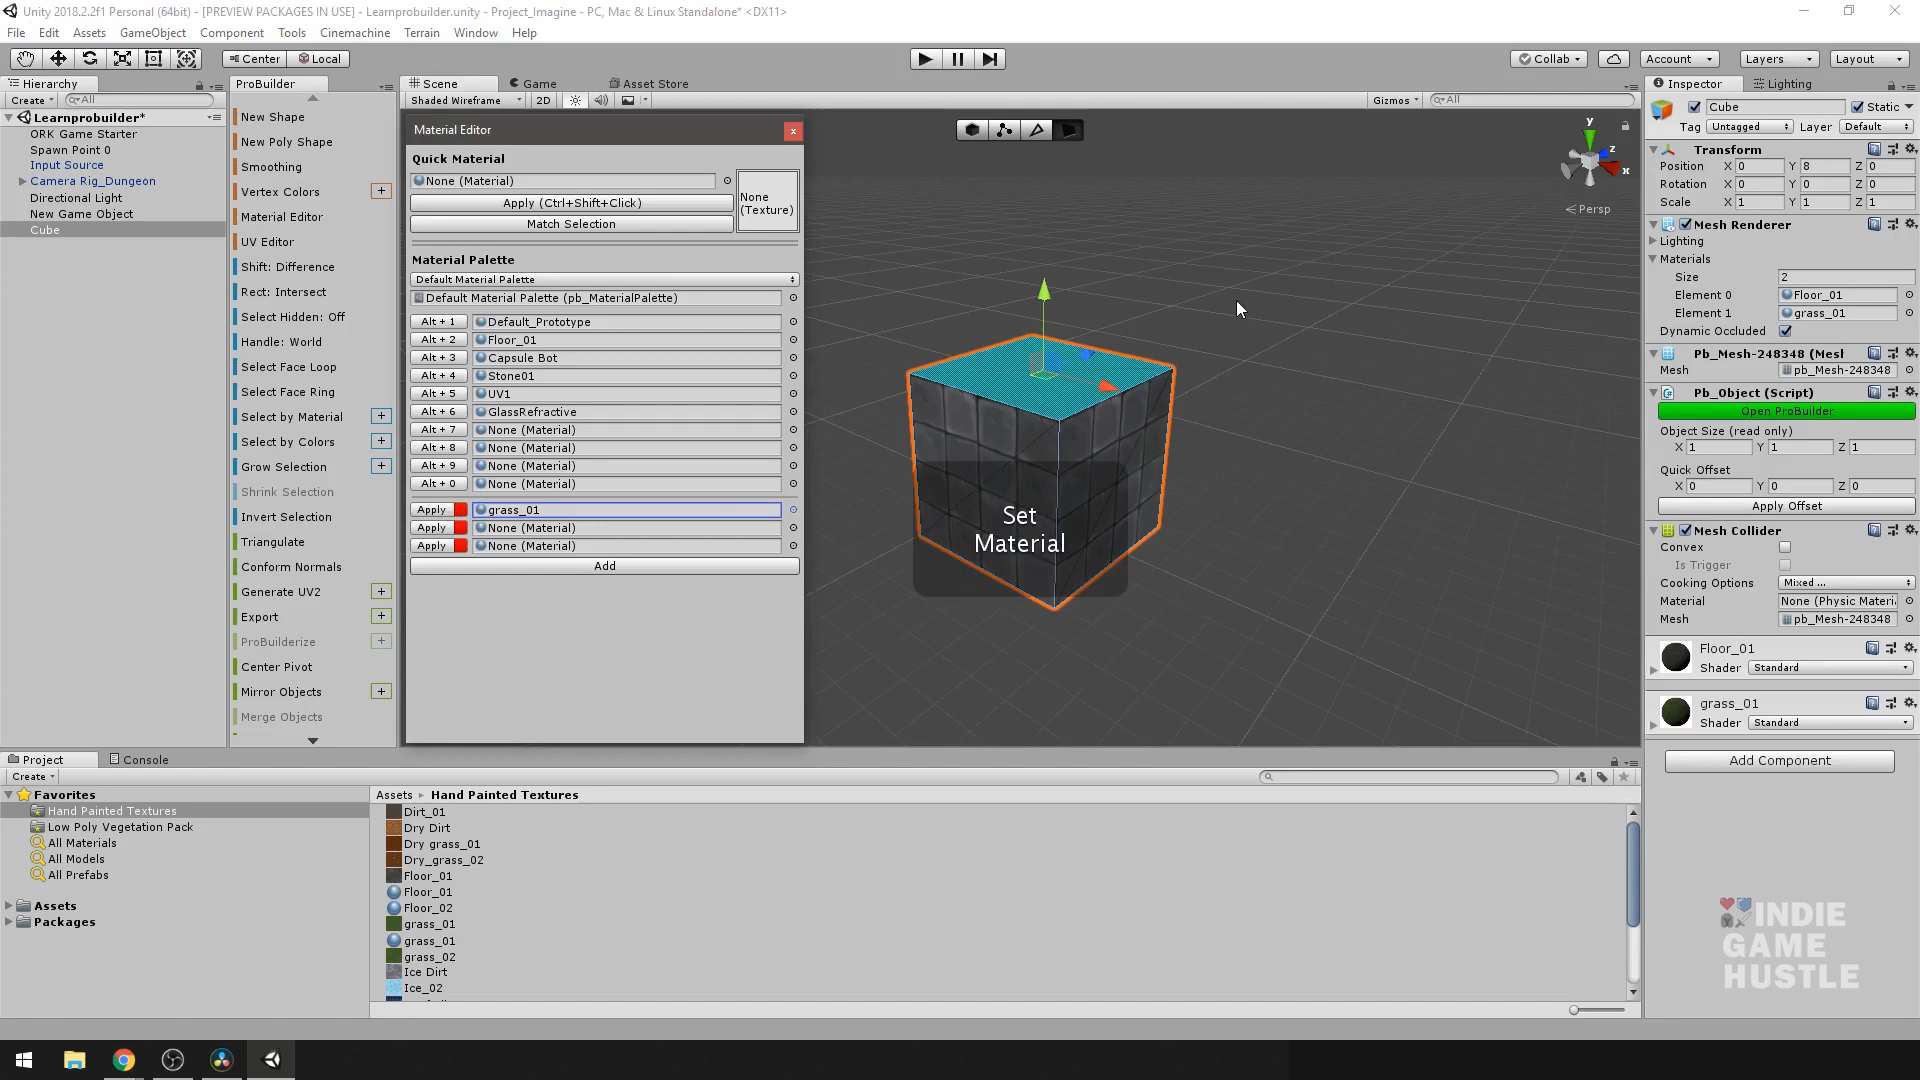 Unity 2018.2.2f1 Personal (64bit) - [PREVIEW PACKAGES IN USE] - Learnprobuilder.unity - Project_Imagine - PC, Mac & Linux Standalone* <DX11>
File Edit Assets GameObject Component Tools Cinemachine Terrain Window Help
Center Local Collab Account Layers Layout
Hierarchy
Create All
Learnprobuilder*
ORK Game Starter
Spawn Point 0
Input Source
Camera Rig_Dungeon
Directional Light
New Game Object
Cube
ProBuilder
New Shape
New Poly Shape
Smoothing
Vertex Colors +
Material Editor
UV Editor
Shift: Difference
Rect: Intersect
Select Hidden: Off
Handle: World
Select Face Loop
Select Face Ring
Select by Material +
Select by Colors +
Grow Selection +
Shrink Selection
Invert Selection
Triangulate
Conform Normals
Generate UV2 +
Export +
ProBuilderize +
Center Pivot
Mirror Objects +
Merge Objects
Scene Game Asset Store
Shaded Wireframe 2D Gizmos All
Material Editor x
Quick Material
None (Material)
Apply (Ctrl+Shift+Click)
Match Selection
None
(Texture)
Material Palette
Default Material Palette
Default Material Palette (pb_MaterialPalette)
Alt + 1 Default_Prototype
Alt + 2 Floor_01
Alt + 3 Capsule Bot
Alt + 4 Stone01
Alt + 5 UV1
Alt + 6 GlassRefractive
Alt + 7 None (Material)
Alt + 8 None (Material)
Alt + 9 None (Material)
Alt + 0 None (Material)
Apply grass_01
Apply None (Material)
Apply None (Material)
Add
y
z
x
Persp
Set
Material
Inspector Lighting
Cube Static
Tag Untagged Layer Default
Transform
Position X 0 Y 8 Z 0
Rotation X 0 Y 0 Z 0
Scale X 1 Y 1 Z 1
Mesh Renderer
Lighting
Materials
Size 2
Element 0 Floor_01
Element 1 grass_01
Dynamic Occluded
Pb_Mesh-248348 (Mesl
Mesh pb_Mesh-248348
Pb_Object (Script)
Open ProBuilder
Object Size (read only)
X 1 Y 1 Z 1
Quick Offset
X 0 Y 0 Z 0
Apply Offset
Mesh Collider
Convex
Is Trigger
Cooking Options Mixed ...
Material None (Physic Materi
Mesh pb_Mesh-248348
Floor_01
Shader Standard
grass_01
Shader Standard
Add Component
Project Console
Create
Favorites
Hand Painted Textures
Low Poly Vegetation Pack
All Materials
All Models
All Prefabs
Assets
Packages
Assets Hand Painted Textures
Dirt_01
Dry Dirt
Dry grass_01
Dry_grass_02
Floor_01
Floor_01
Floor_02
grass_01
grass_01
grass_02
Ice Dirt
Ice_02
INDIE
GAME
HUSTLE